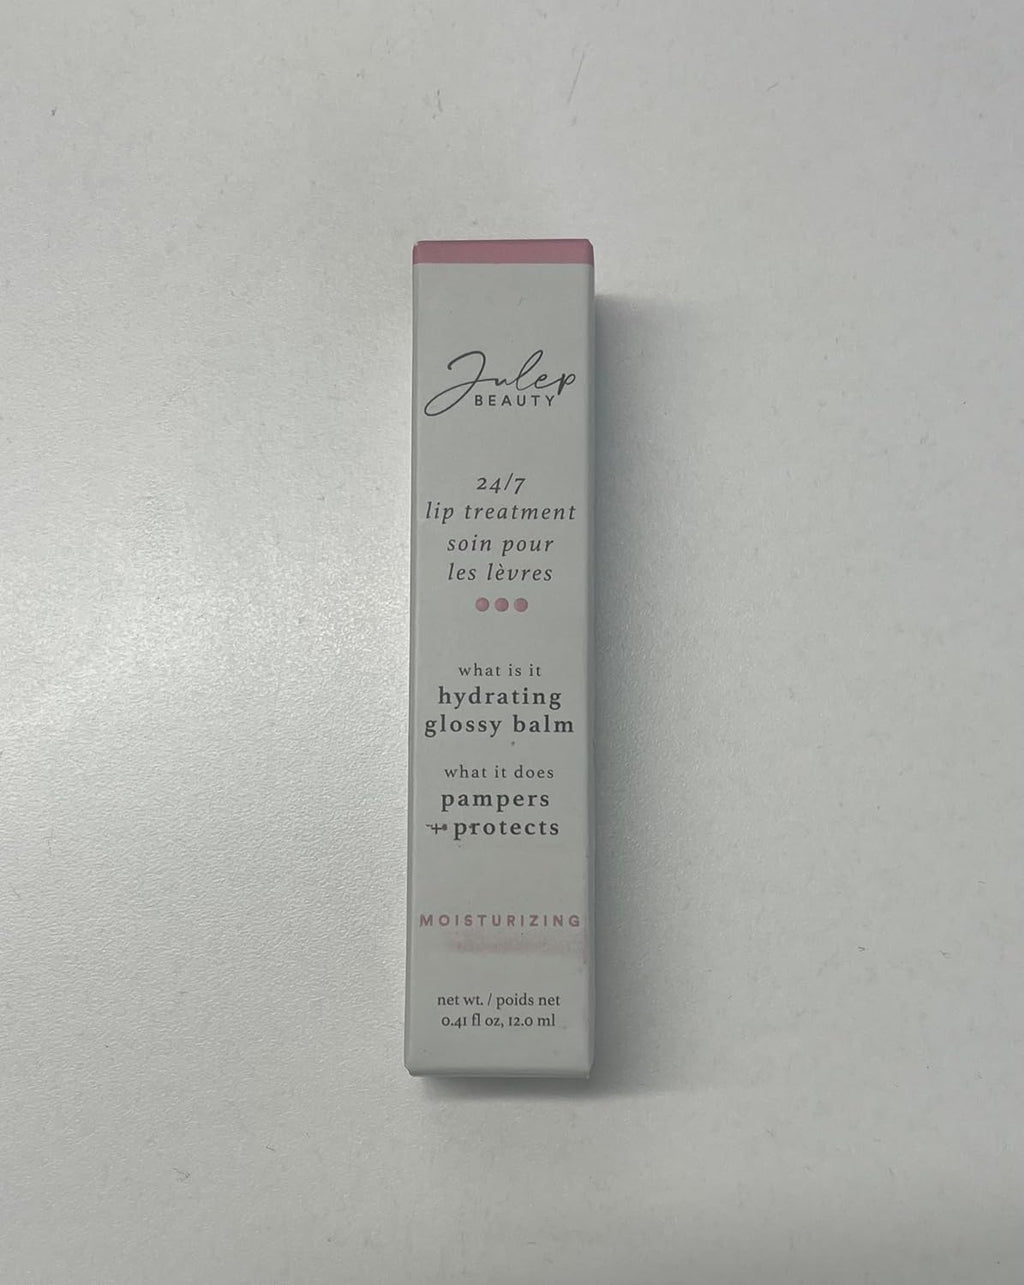 Julep
BEAUTY
24/7
lip treatment
soin pour
les lèvres
what is it
hydrating
glossy balm
what it does
pampers
+ protects
MOISTURIZING
net wt. / poids net
0.41 fl oz, 12.0 ml